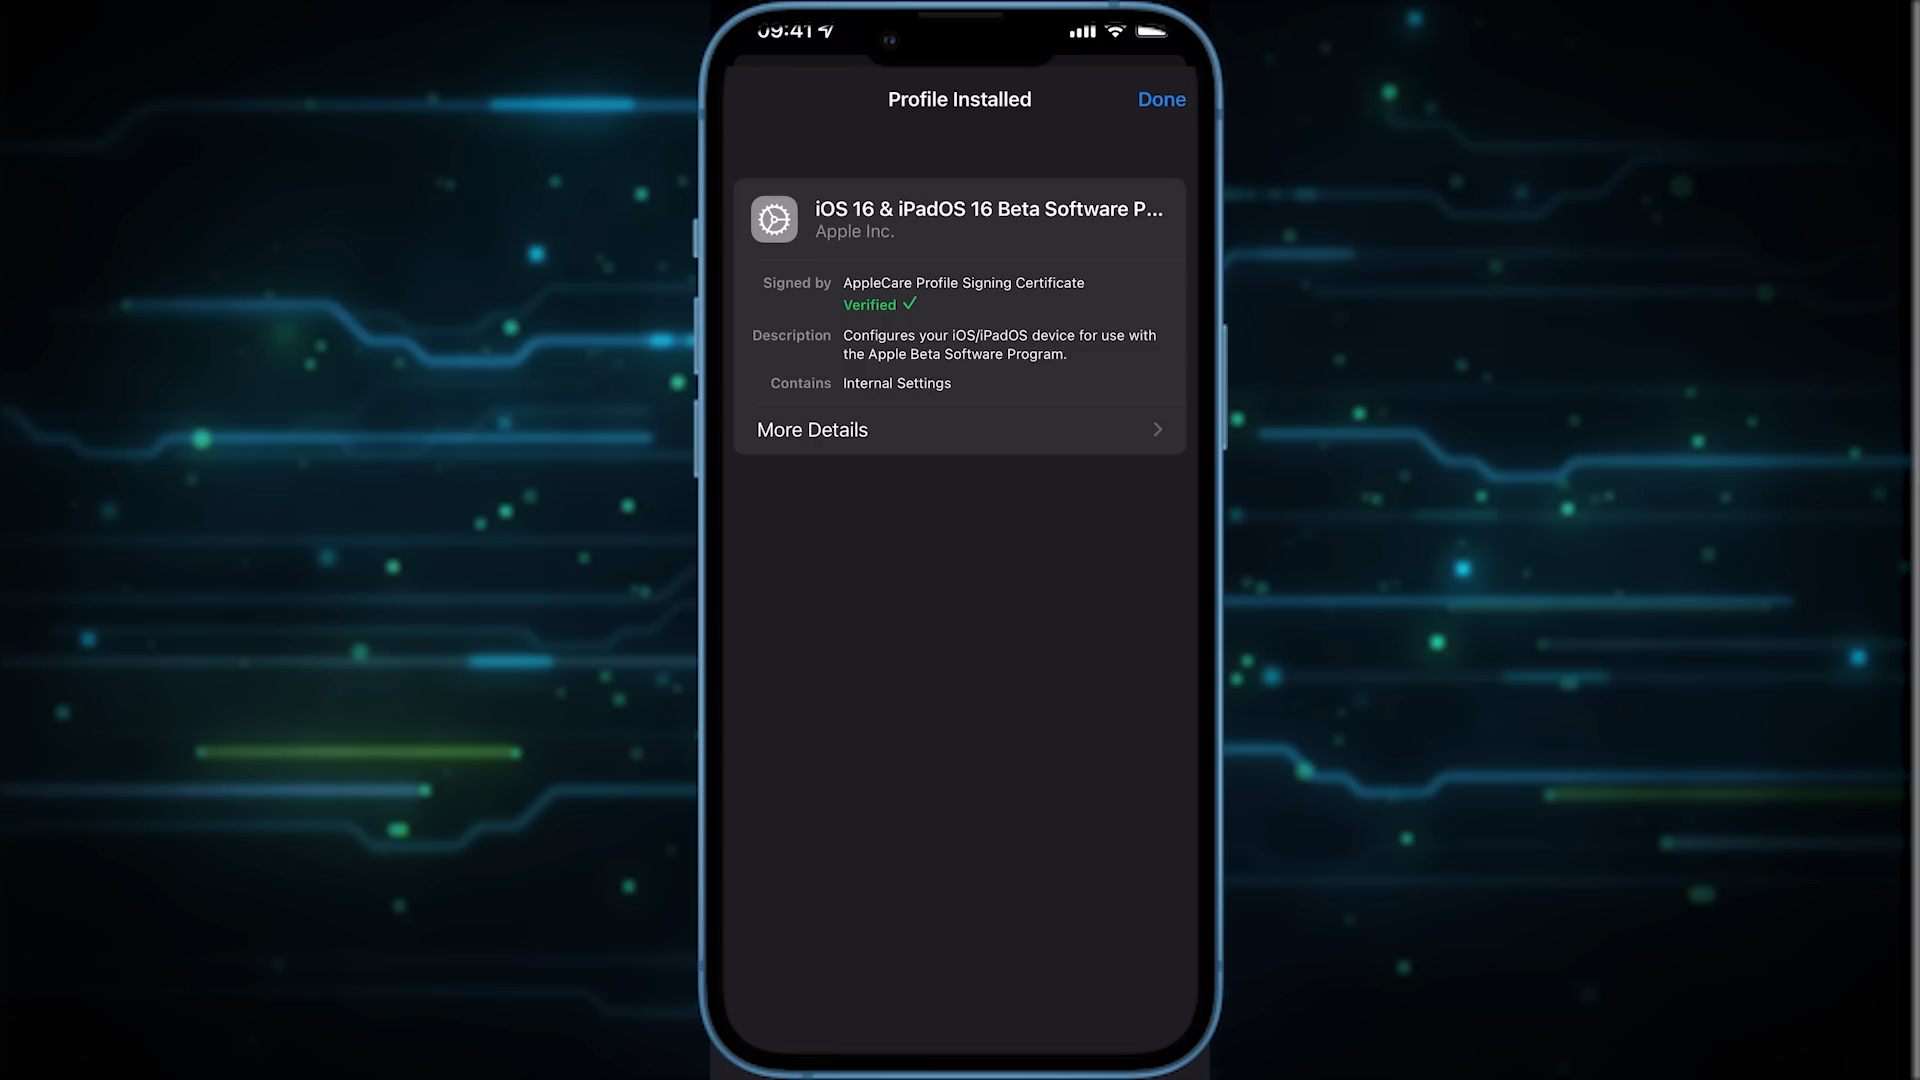 09:41
Profile Installed
Done
iOS 16 & iPadOS 16 Beta Software P...
Apple Inc.
Signed by AppleCare Profile Signing Certificate
Verified ✓
Description Configures your iOS/iPadOS device for use with
the Apple Beta Software Program.
Contains Internal Settings
More Details